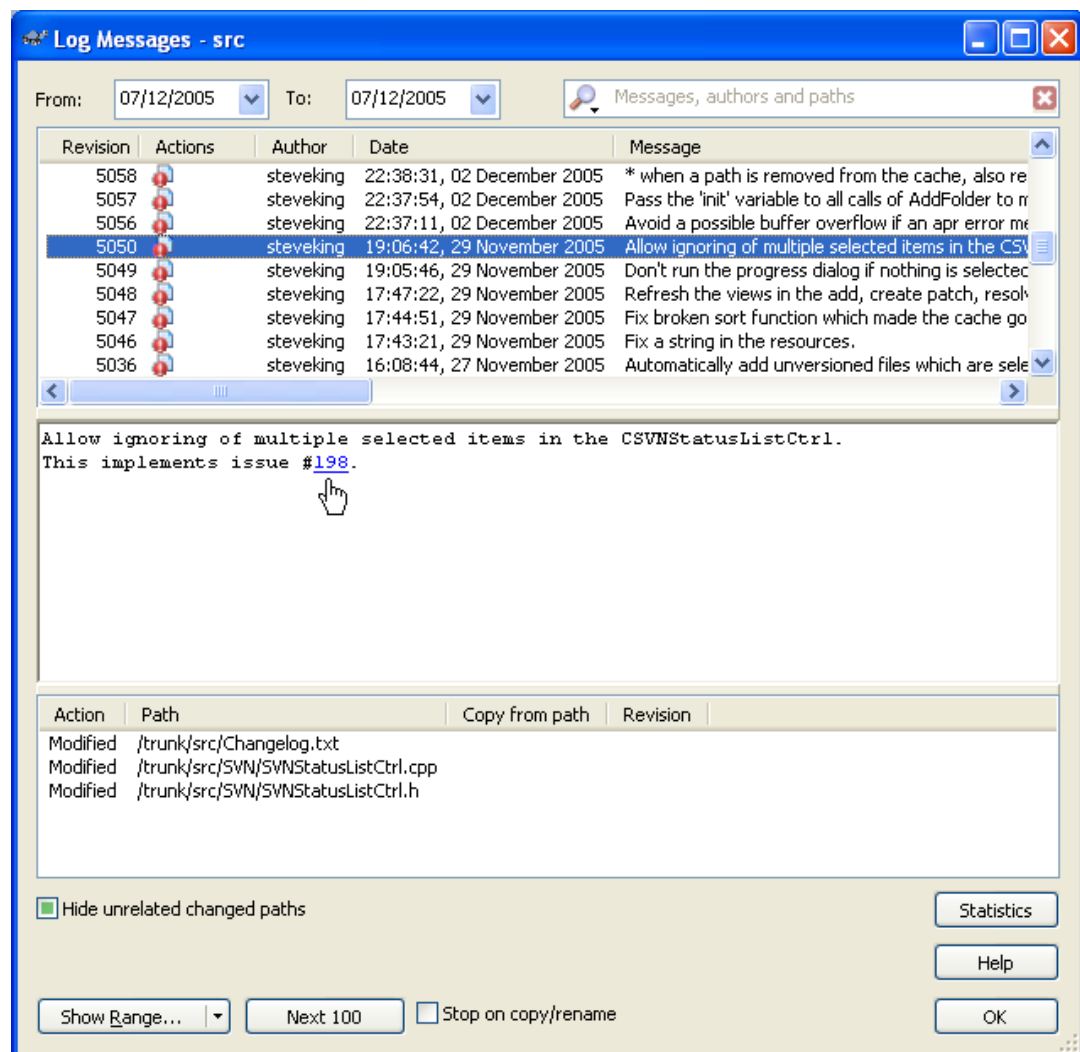 Log Messages - src
From: 07/12/2005 To: 07/12/2005 Messages, authors and paths
Revision Actions Author Date Message
5058 steveking 22:38:31, 02 December 2005 * when a path is removed from the cache, also re
5057 steveking 22:37:54, 02 December 2005 Pass the 'init' variable to all calls of AddFolder to m
5056 steveking 22:37:11, 02 December 2005 Avoid a possible buffer overflow if an apr error me
5050 steveking 19:06:42, 29 November 2005 Allow ignoring of multiple selected items in the CSV
5049 steveking 19:05:46, 29 November 2005 Don't run the progress dialog if nothing is selected
5048 steveking 17:47:22, 29 November 2005 Refresh the views in the add, create patch, resolv
5047 steveking 17:44:51, 29 November 2005 Fix broken sort function which made the cache go
5046 steveking 17:43:21, 29 November 2005 Fix a string in the resources.
5036 steveking 16:08:44, 27 November 2005 Automatically add unversioned files which are sele
Allow ignoring of multiple selected items in the CSVNStatusListCtrl.
This implements issue #198.
Action Path Copy from path Revision
Modified /trunk/src/Changelog.txt
Modified /trunk/src/SVN/SVNStatusListCtrl.cpp
Modified /trunk/src/SVN/SVNStatusListCtrl.h
Hide unrelated changed paths Statistics
Help
Show Range... Next 100 Stop on copy/rename OK